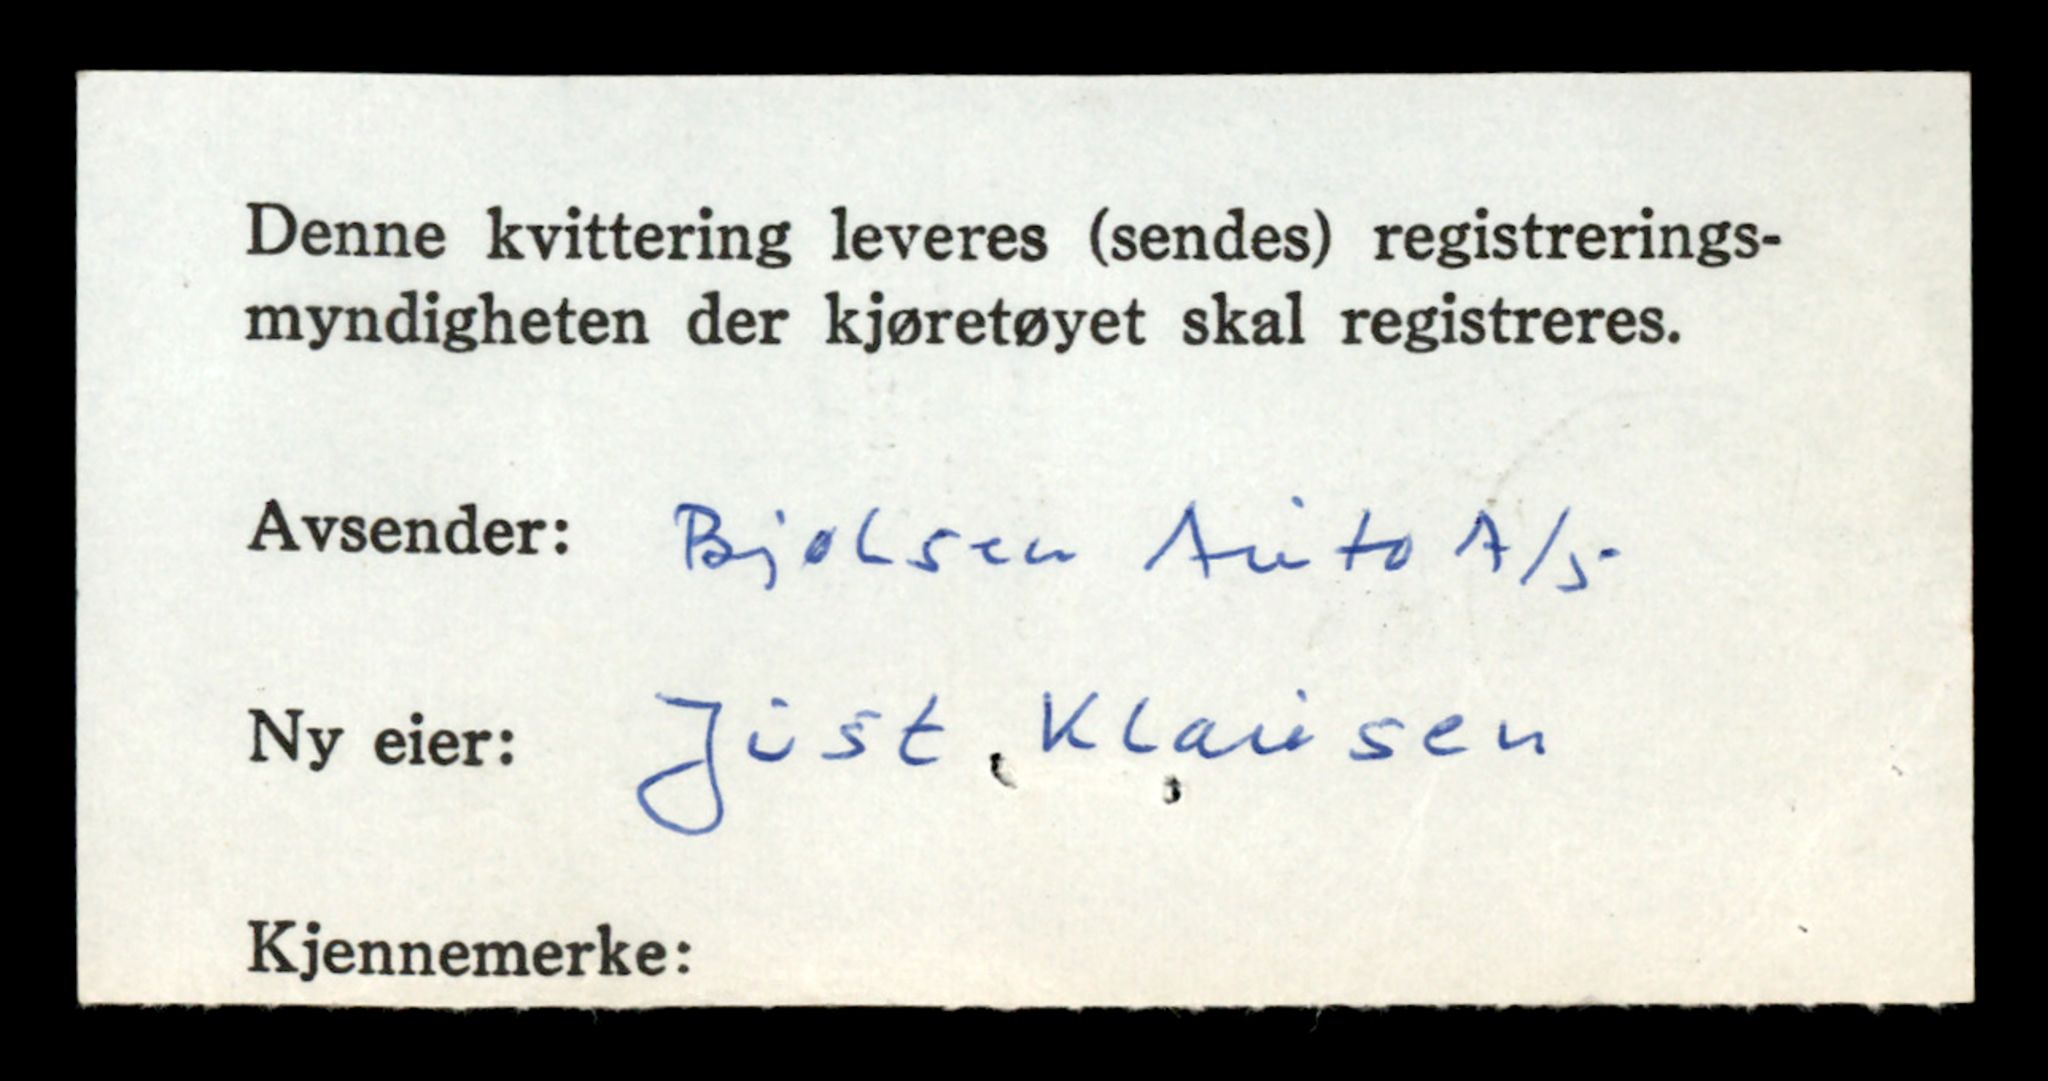 Denne kvittering leveres (sendes) registrerings-
myndigheten der kjøretøyet skal registreres.
Avsender: Bjølsen Auto A/S
Ny eier: Just Klausen
Kjennemerke: